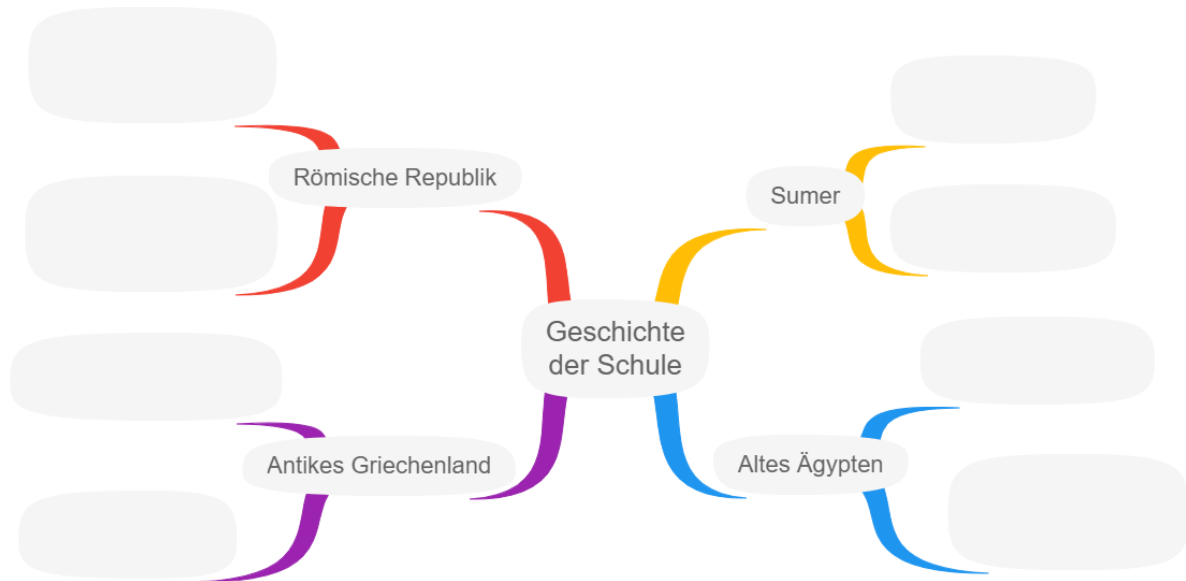 Römische Republik
Sumer
Geschichte
der Schule
Antikes Griechenland
Altes Ägypten